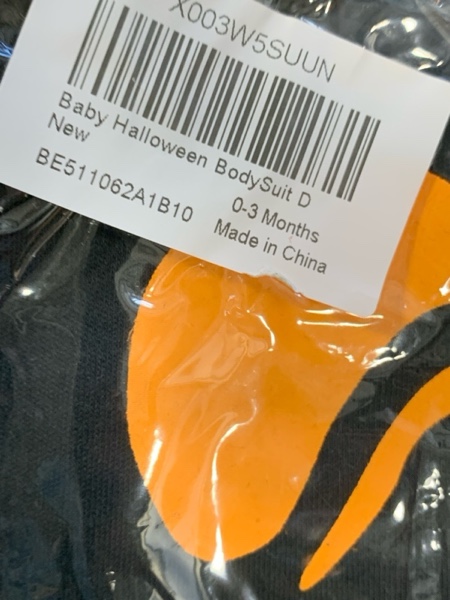 X003W5SUUN
Baby Halloween BodySuit D
New
0-3 Months
BE511062A1B10
Made in China